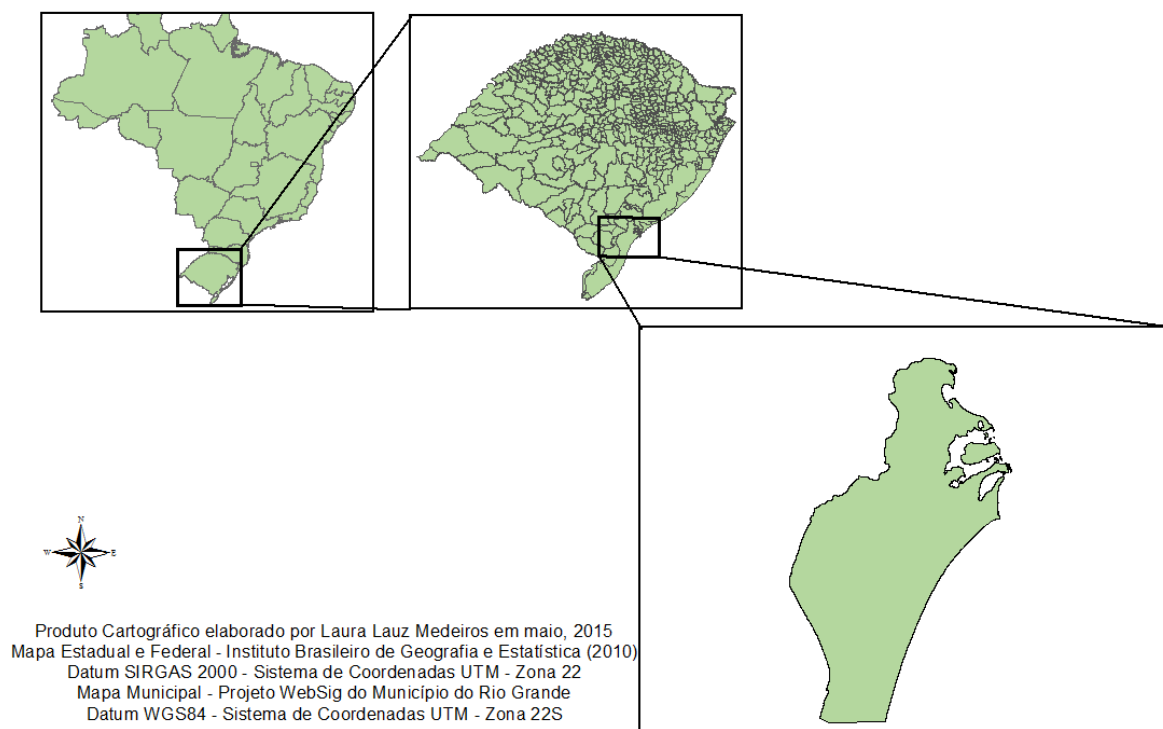 N
W E
S
Produto Cartográfico elaborado por Laura Lauz Medeiros em maio, 2015
Mapa Estadual e Federal - Instituto Brasileiro de Geografia e Estatística (2010)
Datum SIRGAS 2000 - Sistema de Coordenadas UTM - Zona 22
Mapa Municipal - Projeto WebSig do Município do Rio Grande
Datum WGS84 - Sistema de Coordenadas UTM - Zona 22S